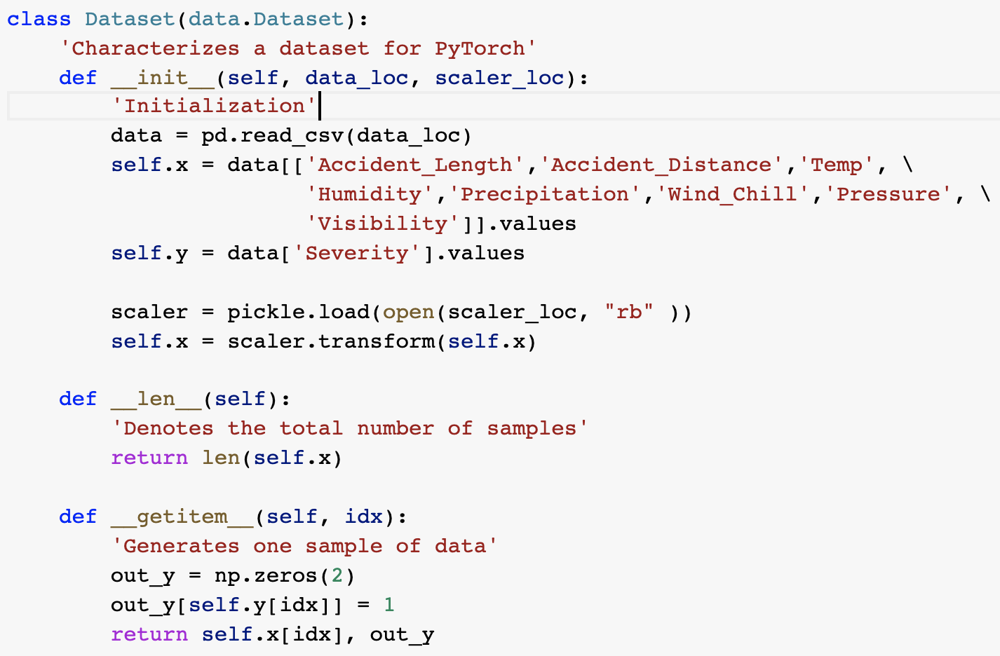 class Dataset(data.Dataset):
    'Characterizes a dataset for PyTorch'
    def __init__(self, data_loc, scaler_loc):
        'Initialization'
        data = pd.read_csv(data_loc)
        self.x = data[['Accident_Length','Accident_Distance','Temp', \
                       'Humidity','Precipitation','Wind_Chill','Pressure', \
                       'Visibility']].values
        self.y = data['Severity'].values

        scaler = pickle.load(open(scaler_loc, "rb" ))
        self.x = scaler.transform(self.x)

    def __len__(self):
        'Denotes the total number of samples'
        return len(self.x)

    def __getitem__(self, idx):
        'Generates one sample of data'
        out_y = np.zeros(2)
        out_y[self.y[idx]] = 1
        return self.x[idx], out_y